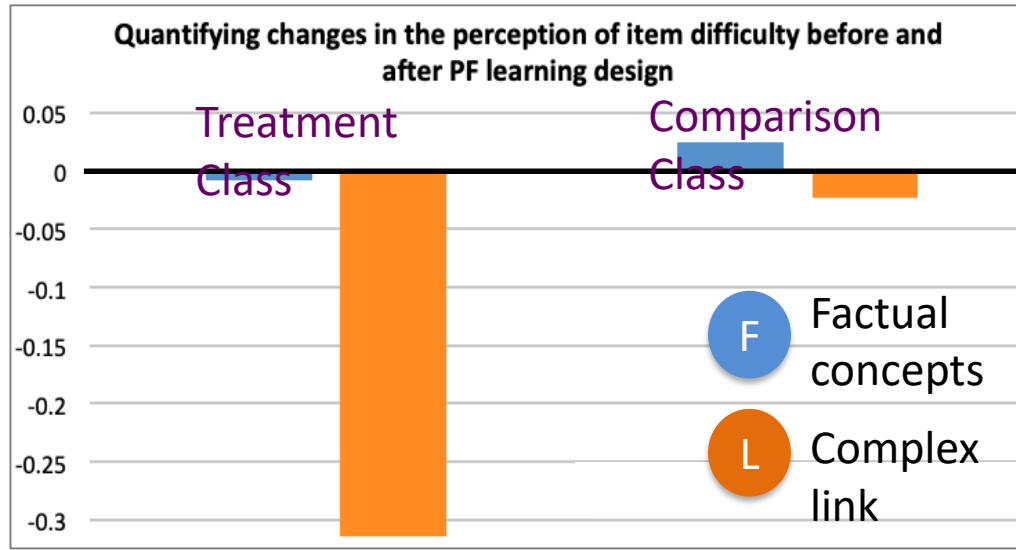 Quantifying changes in the perception of item difficulty before and
after PF learning design
0.05
0
-0.05
-0.1
-0.15
-0.2
-0.25
-0.3
Treatment
Class
Comparison
Class
F
Factual
concepts
L
Complex
link